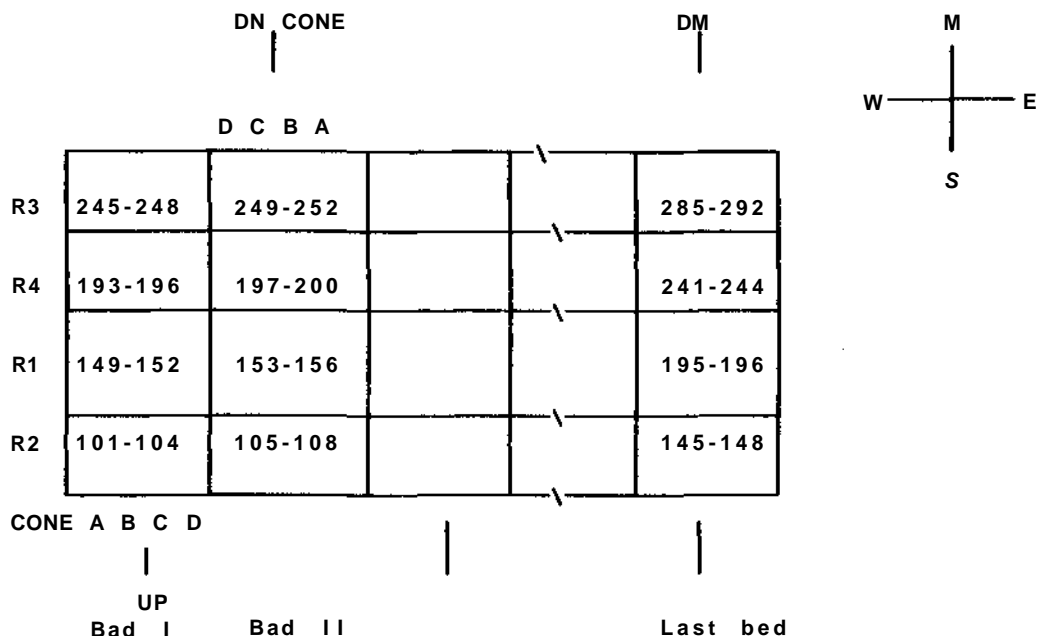 DN CONE DM M
W E
D C B A
S
R3 245-248 249-252 285-292
R4 193-196 197-200 241-244
R1 149-152 153-156 195-196
R2 101-104 105-108 145-148
CONE A B C D
UP
Bad I Bad II Last bed